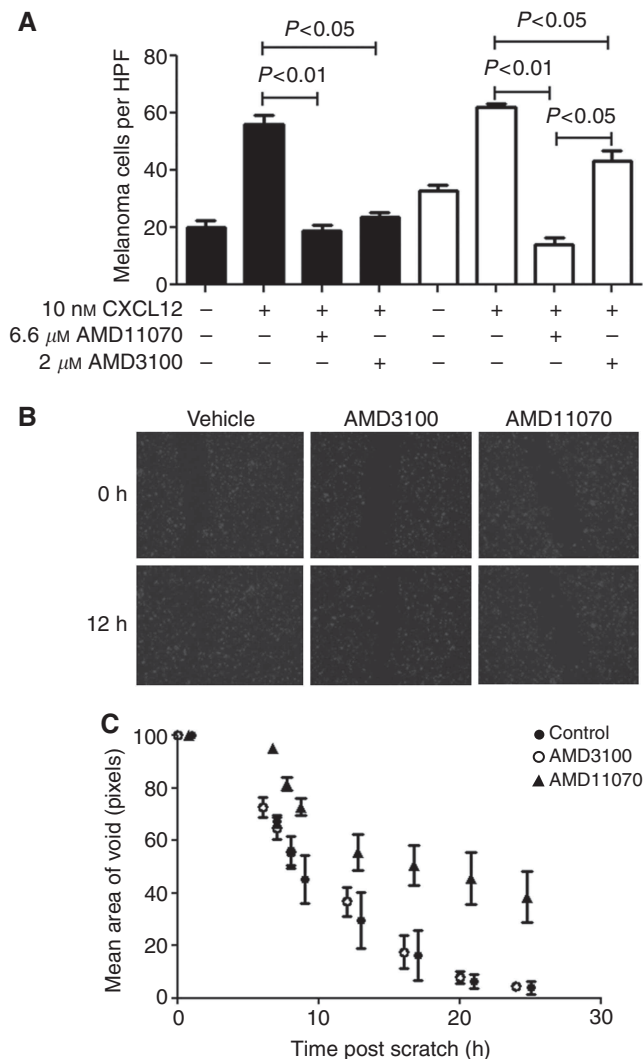 A
P<0.05
P<0.05
P<0.01
P<0.01
P<0.05
Melanoma cells per HPF
80
60
40
20
0
10 nM CXCL12 – + + + – + + +
6.6 μM AMD11070 – – + – – – + –
2 μM AMD3100 – – – + – – – +
B
Vehicle AMD3100 AMD11070
0 h
12 h
C
Control
AMD3100
AMD11070
Mean area of void (pixels)
100
80
60
40
20
0
0 10 20 30
Time post scratch (h)